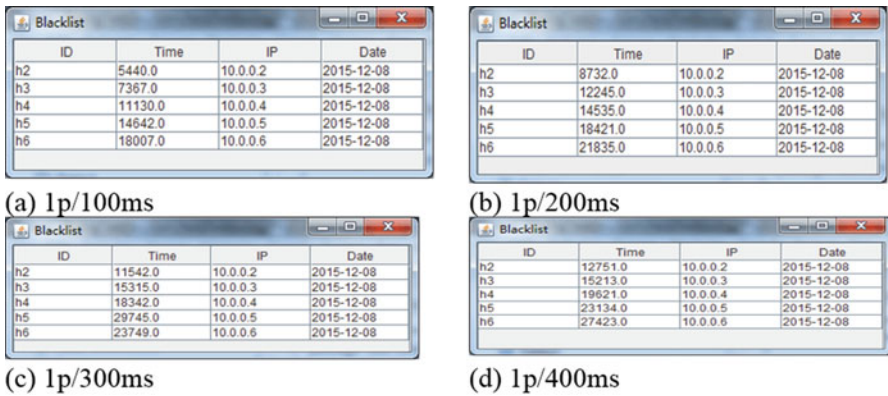 Blacklist
ID Time IP Date
h2 5440.0 10.0.0.2 2015-12-08
h3 7367.0 10.0.0.3 2015-12-08
h4 11130.0 10.0.0.4 2015-12-08
h5 14642.0 10.0.0.5 2015-12-08
h6 18007.0 10.0.0.6 2015-12-08
(a) 1p/100ms
Blacklist
ID Time IP Date
h2 8732.0 10.0.0.2 2015-12-08
h3 12245.0 10.0.0.3 2015-12-08
h4 14535.0 10.0.0.4 2015-12-08
h5 18421.0 10.0.0.5 2015-12-08
h6 21835.0 10.0.0.6 2015-12-08
(b) 1p/200ms
Blacklist
ID Time IP Date
h2 11542.0 10.0.0.2 2015-12-08
h3 15315.0 10.0.0.3 2015-12-08
h4 18342.0 10.0.0.4 2015-12-08
h5 29745.0 10.0.0.5 2015-12-08
h6 23749.0 10.0.0.6 2015-12-08
(c) 1p/300ms
Blacklist
ID Time IP Date
h2 12751.0 10.0.0.2 2015-12-08
h3 15213.0 10.0.0.3 2015-12-08
h4 19621.0 10.0.0.4 2015-12-08
h5 23134.0 10.0.0.5 2015-12-08
h6 27423.0 10.0.0.6 2015-12-08
(d) 1p/400ms